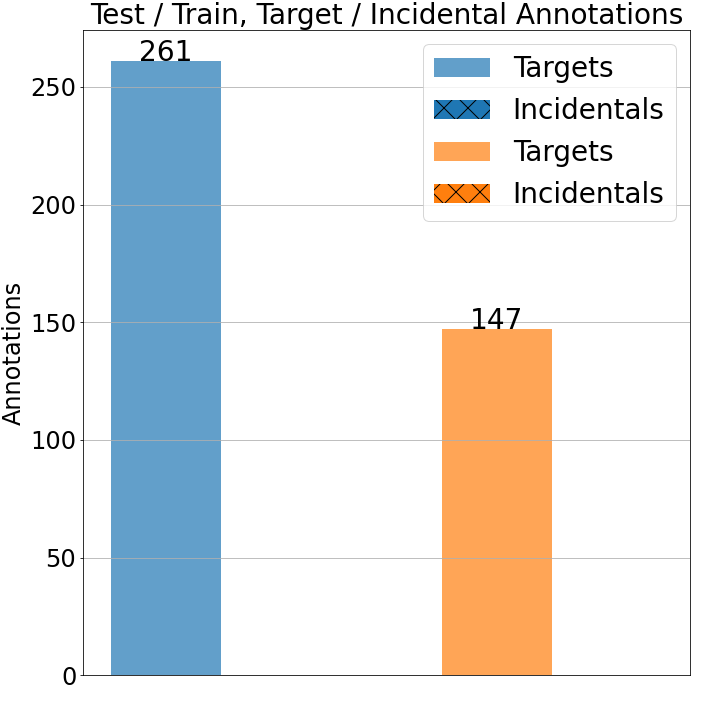 Test / Train, Target / Incidental Annotations
261
Targets
Incidentals
Targets
Incidentals
147
Annotations
250
200
150
100
50
0